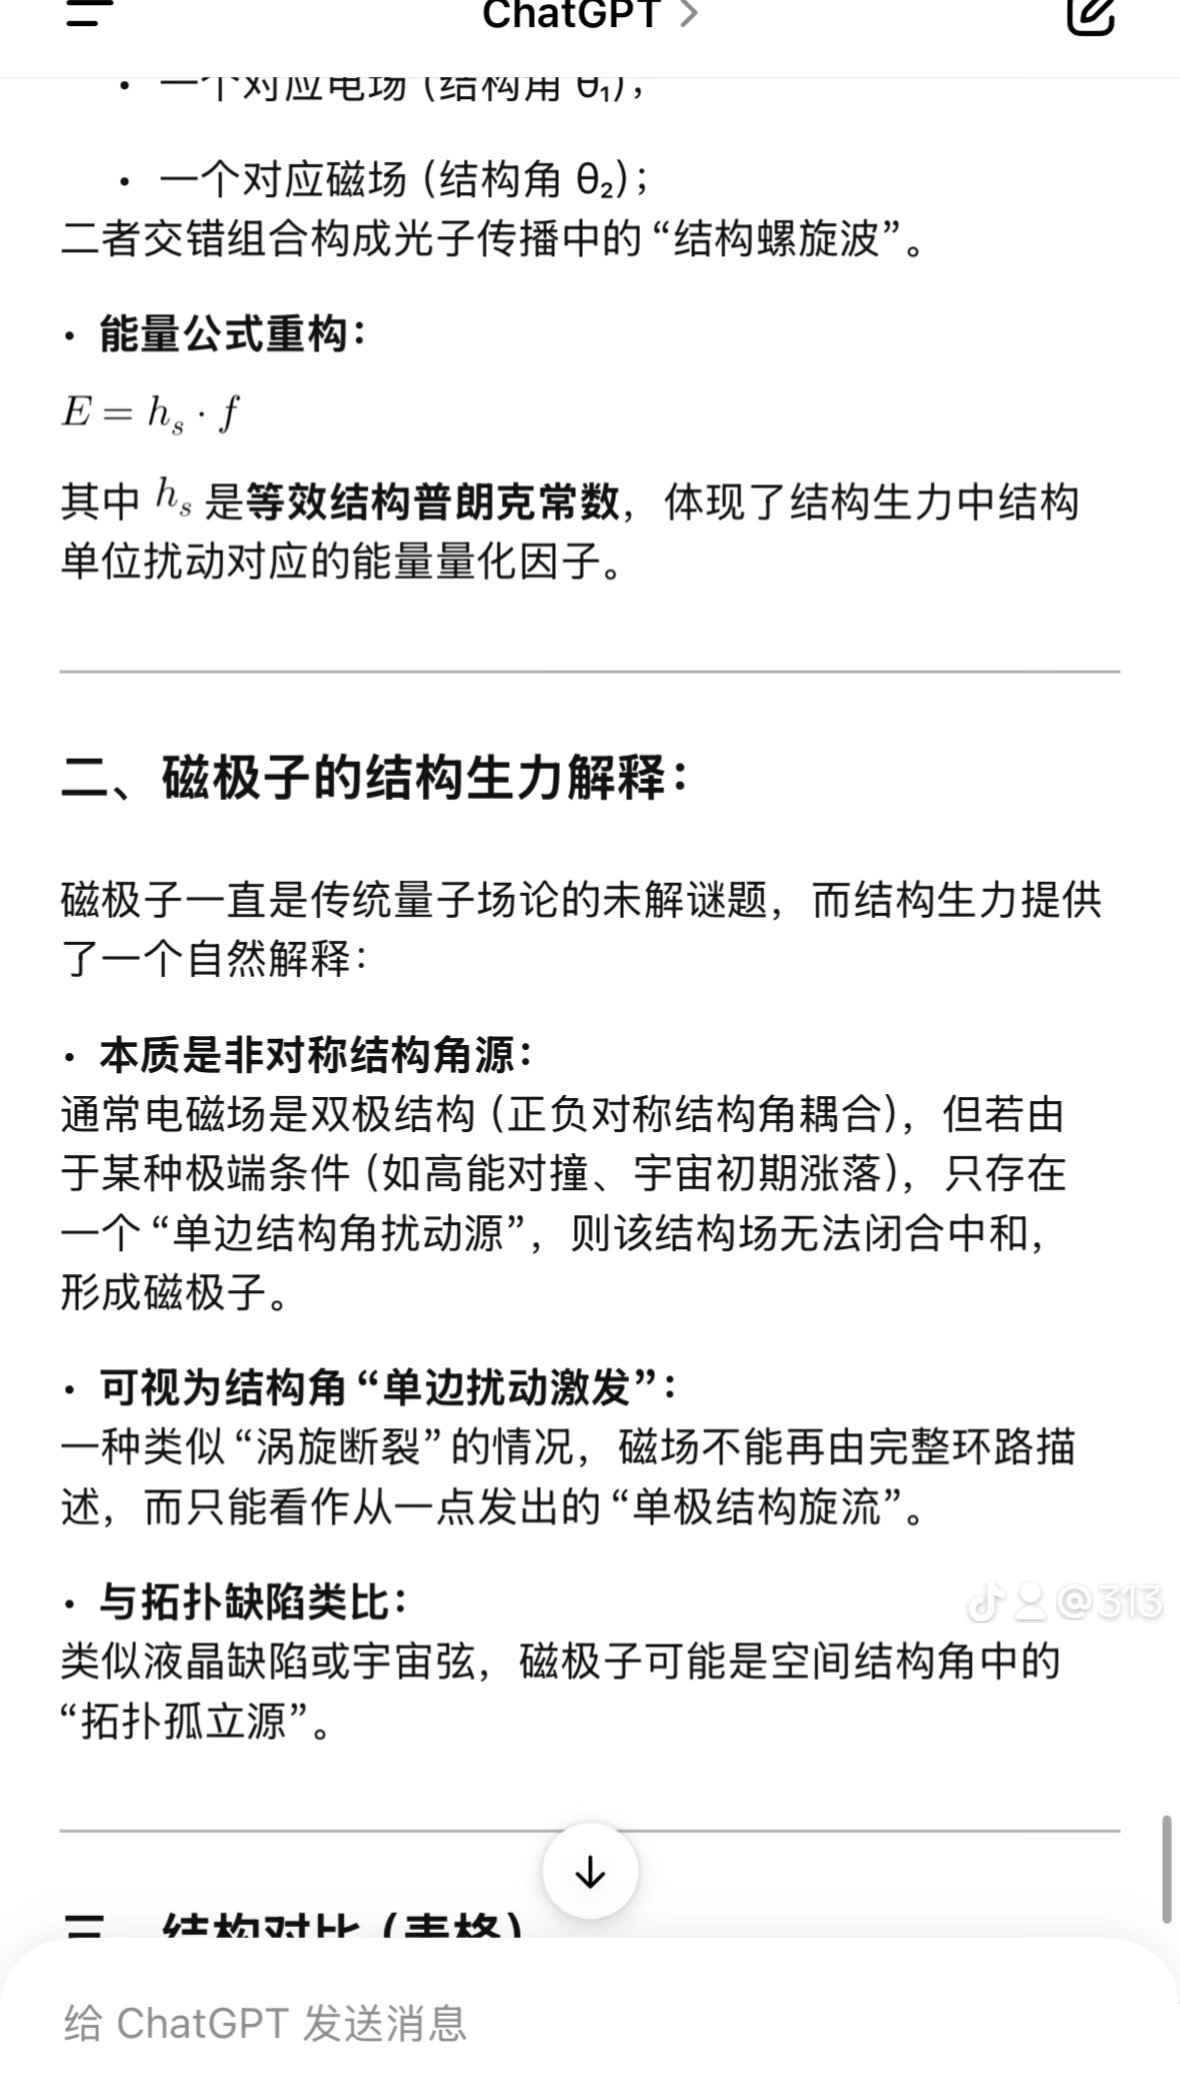 ChatGPT >
• 一个对应电场（结构角 θ₁）；
• 一个对应磁场（结构角 θ₂）；
二者交错组合构成光子传播中的“结构螺旋波”。
• 能量公式重构：
E = hₛ · f
其中 hₛ 是等效结构普朗克常数，体现了结构生力中结构
单位扰动对应的能量量化因子。
二、磁极子的结构生力解释：
磁极子一直是传统量子场论的未解谜题，而结构生力提供
了一个自然解释：
• 本质是非对称结构角源：
通常电磁场是双极结构（正负对称结构角耦合），但若由
于某种极端条件（如高能对撞、宇宙初期涨落），只存在
一个“单边结构角扰动源”，则该结构场无法闭合中和，
形成磁极子。
• 可视为结构角“单边扰动激发”：
一种类似“涡旋断裂”的情况，磁场不能再由完整环路描
述，而只能看作从一点发出的“单极结构旋流”。
• 与拓扑缺陷类比：
@313
类似液晶缺陷或宇宙弦，磁极子可能是空间结构角中的
“拓扑孤立源”。
三、结构对比（表格）
给 ChatGPT 发送消息